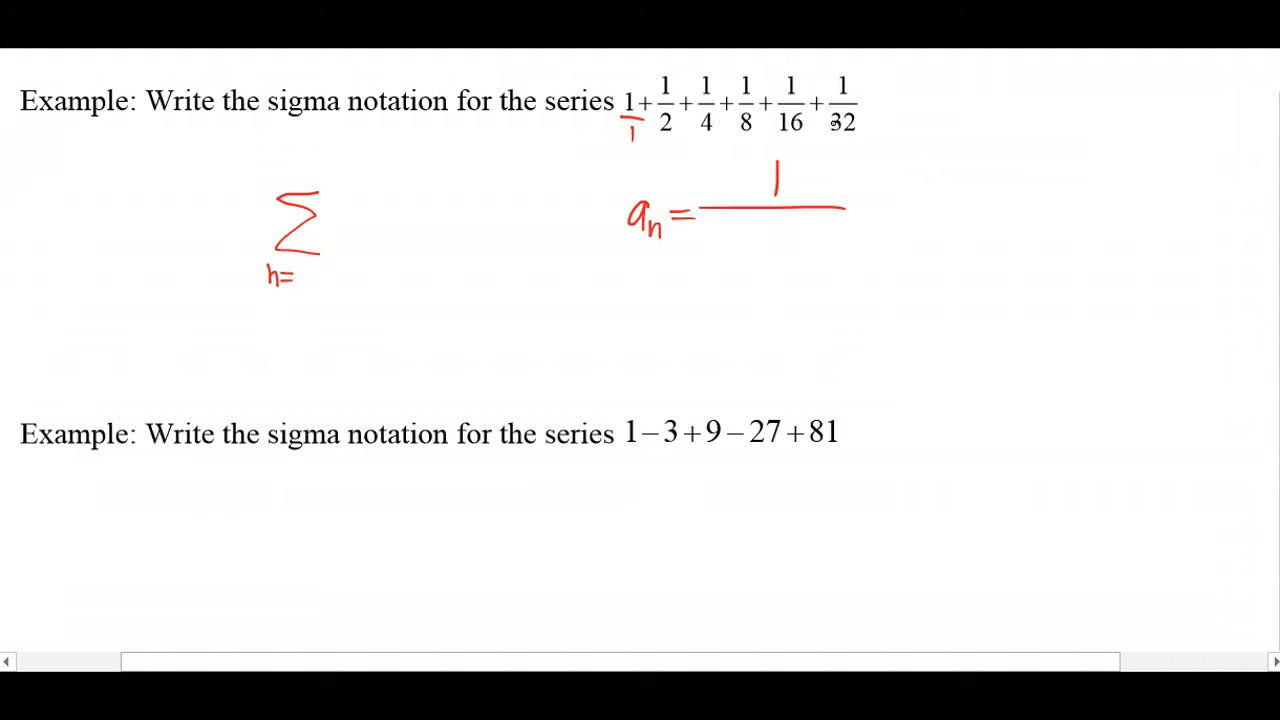 Example: Write the sigma notation for the series 1/1 + 1/2 + 1/4 + 1/8 + 1/16 + 1/32
∑ n=
aₙ = 1/
Example: Write the sigma notation for the series 1 − 3 + 9 − 27 + 81